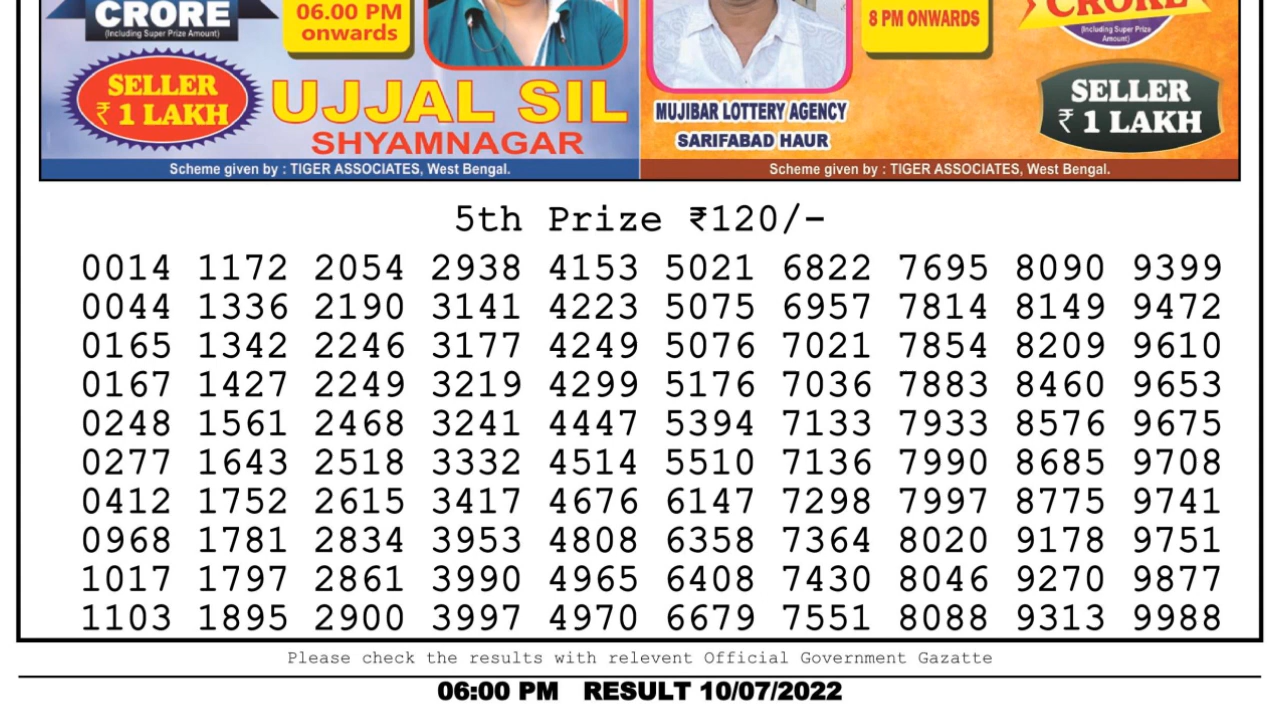 CRORE
(Including Super Prize Amount)
06.00 PM
onwards
SELLER
₹ 1 LAKH
UJJAL SIL
SHYAMNAGAR
Scheme given by : TIGER ASSOCIATES, West Bengal.
8 PM ONWARDS
CRORE
(Including Super Prize
Amount)
MUJIBAR LOTTERY AGENCY
SARIFABAD HAUR
SELLER
₹ 1 LAKH
Scheme given by : TIGER ASSOCIATES, West Bengal.
5th Prize ₹120/-
0014 1172 2054 2938 4153 5021 6822 7695 8090 9399
0044 1336 2190 3141 4223 5075 6957 7814 8149 9472
0165 1342 2246 3177 4249 5076 7021 7854 8209 9610
0167 1427 2249 3219 4299 5176 7036 7883 8460 9653
0248 1561 2468 3241 4447 5394 7133 7933 8576 9675
0277 1643 2518 3332 4514 5510 7136 7990 8685 9708
0412 1752 2615 3417 4676 6147 7298 7997 8775 9741
0968 1781 2834 3953 4808 6358 7364 8020 9178 9751
1017 1797 2861 3990 4965 6408 7430 8046 9270 9877
1103 1895 2900 3997 4970 6679 7551 8088 9313 9988
Please check the results with relevent Official Government Gazatte
06:00 PM RESULT 10/07/2022